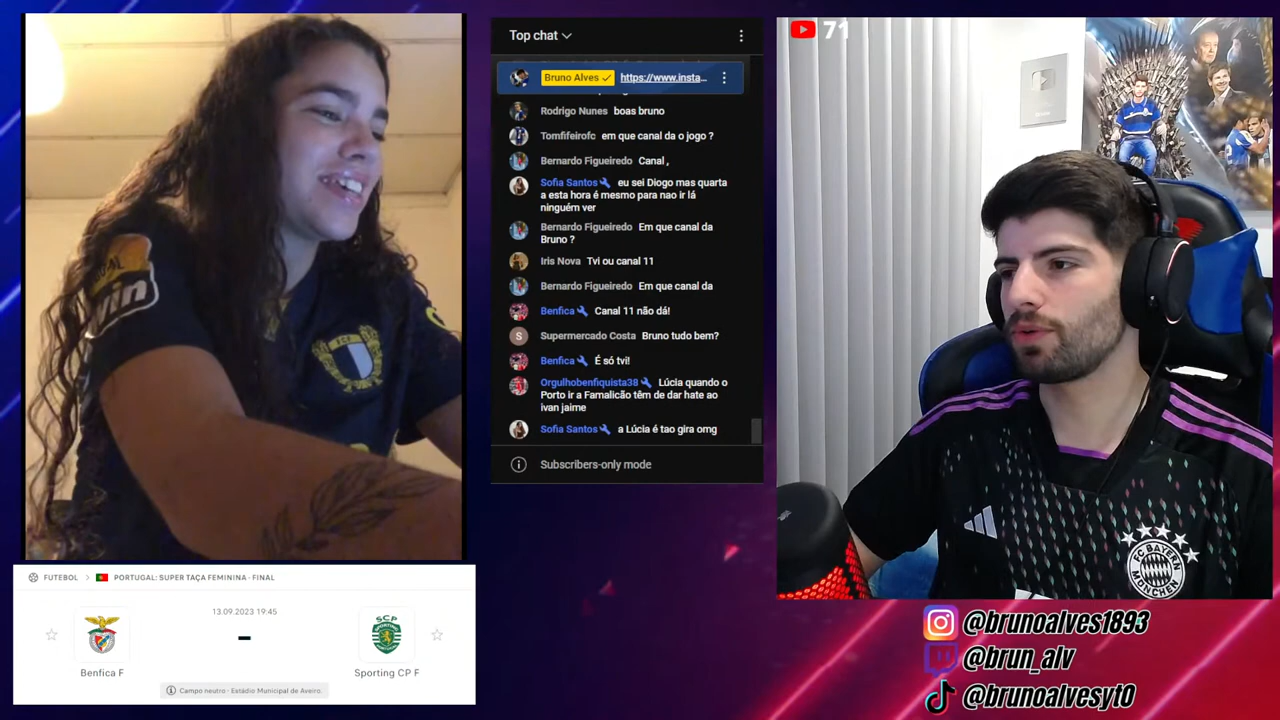 Top chat
Bruno Alves https://www.insta...
Rodrigo Nunes boas bruno
Tomfifeirofc em que canal da o jogo ?
Bernardo Figueiredo Canal ,
Sofia Santos eu sei Diogo mas quarta
a esta hora é mesmo para nao ir lá
ninguém ver
Bernardo Figueiredo Em que canal da
Bruno ?
Iris Nova Tvi ou canal 11
Bernardo Figueiredo Em que canal da
Benfica Canal 11 não dá!
S Supermercado Costa Bruno tudo bem?
Benfica É só tvi!
Orgulhobenfiquista38 Lúcia quando o
Porto ir a Famalicão têm de dar hate ao
ivan jaime
Sofia Santos a Lúcia é tao gira omg
Subscribers-only mode
71
FC BAYERN
MÜNCHEN
FUTEBOL > PORTUGAL: SUPER TAÇA FEMININA - FINAL
13.09.2023 19:45
-
SCP
SPORTING
PORTUGAL
Benfica F
Sporting CP F
Campo neutro - Estádio Municipal de Aveiro.
@brunoalves1893
@brun_alv
@brunoalvesyt0